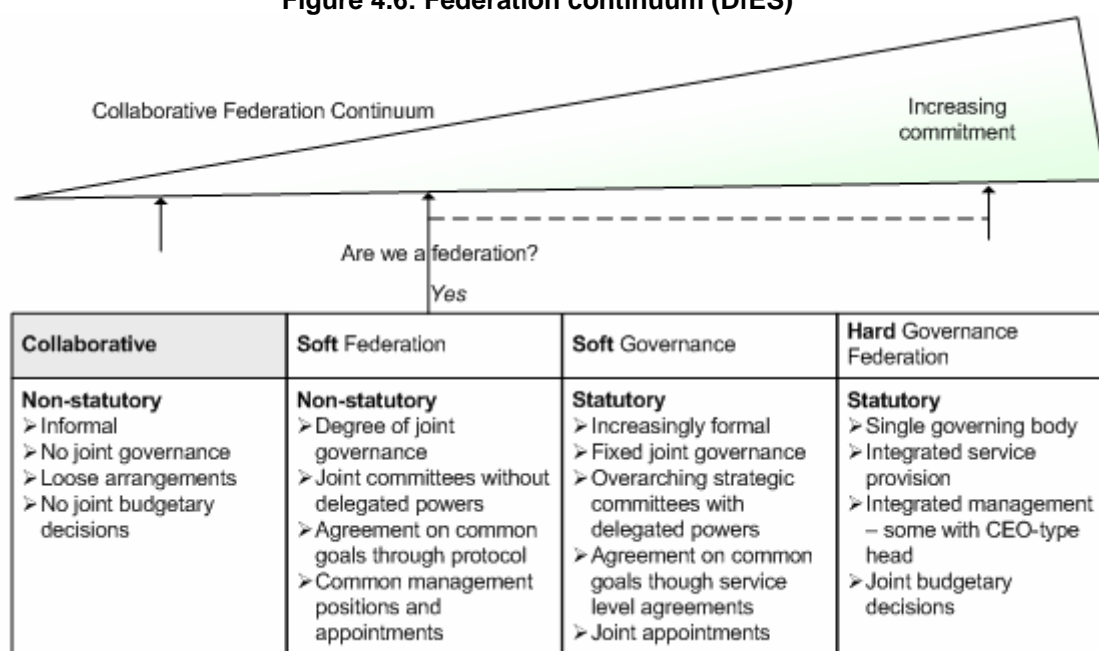 Figure 4.6: Federation continuum (DfES)
Collaborative Federation Continuum
Increasing
commitment
Are we a federation?
Yes
Collaborative
Soft Federation
Soft Governance
Hard Governance
Federation
Non-statutory
➢Informal
➢No joint governance
➢Loose arrangements
➢No joint budgetary
decisions
Non-statutory
➢Degree of joint
governance
➢Joint committees without
delegated powers
➢Agreement on common
goals through protocol
➢Common management
positions and
appointments
Statutory
➢Increasingly formal
➢Fixed joint governance
➢Overarching strategic
committees with
delegated powers
➢Agreement on common
goals though service
level agreements
➢Joint appointments
Statutory
➢Single governing body
➢Integrated service
provision
➢Integrated management
– some with CEO-type
head
➢Joint budgetary
decisions